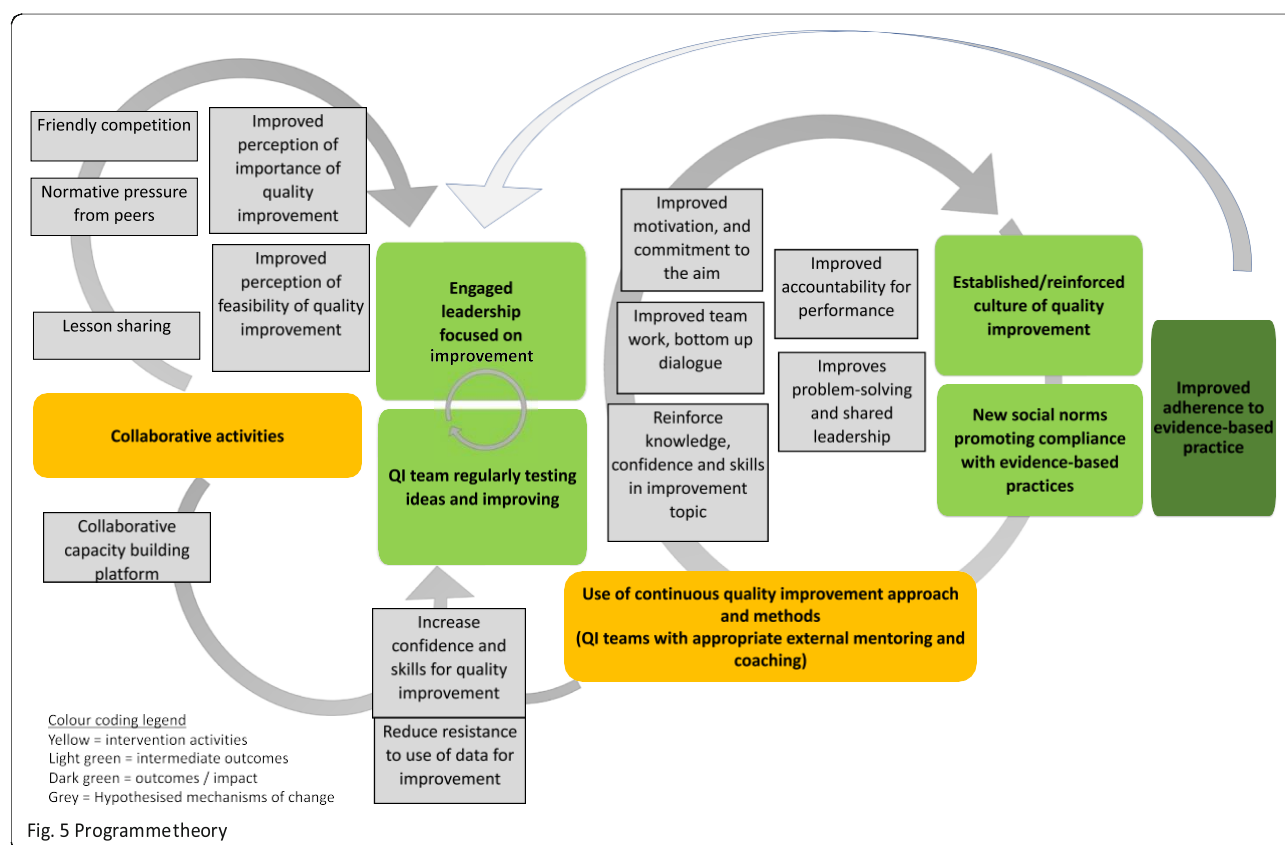 Friendly competition
Normative pressure
from peers
Lesson sharing
Improved
perception of
importance of
quality
improvement
Improved
perception of
feasibility of quality
improvement
Collaborative activities
Collaborative
capacity building
platform
Engaged
leadership
focused on
improvement
QI team regularly testing
ideas and improving
Increase
confidence and
skills for quality
improvement
Reduce resistance
to use of data for
improvement
Improved
motivation, and
commitment to
the aim
Improved team
work, bottom up
dialogue
Reinforce
knowledge,
confidence and skills
in improvement
topic
Improved
accountability for
performance
Improves
problem-solving
and shared
leadership
Use of continuous quality improvement approach
and methods
(QI teams with appropriate external mentoring and
coaching)
Established/reinforced
culture of quality
improvement
New social norms
promoting compliance
with evidence-based
practices
Improved
adherence to
evidence-based
practice
Colour coding legend
Yellow = intervention activities
Light green = intermediate outcomes
Dark green = outcomes / impact
Grey = Hypothesised mechanisms of change
Fig. 5 Programme theory